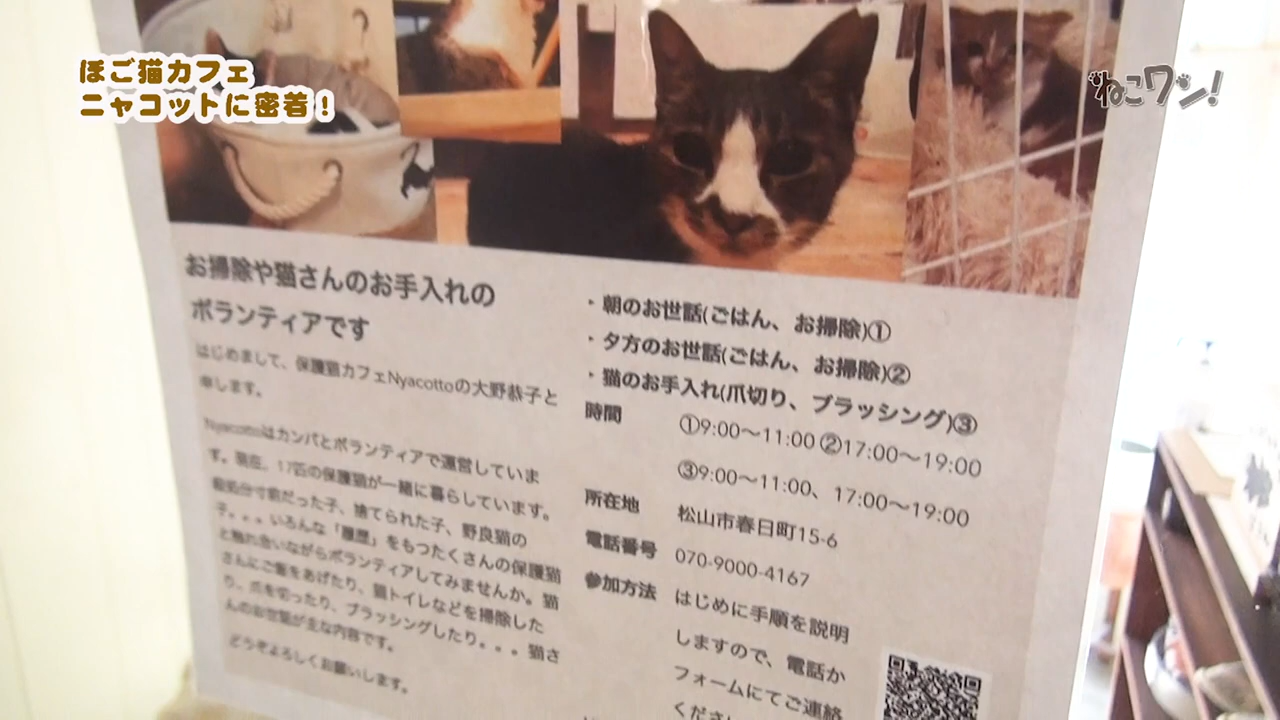 ほご猫カフェ
ニャコットに密着！
ねこワン！
お掃除や猫さんのお手入れの
ボランティアです
はじめまして、保護猫カフェNyacottoの大野恭子と
申します。
Nyacottoはカンパとボランティアで運営していま
す。現在、17匹の保護猫が一緒に暮らしています。
殺処分寸前だった子、捨てられた子、野良猫の
子。。。いろんな「履歴」をもつたくさんの保護猫
と触れ合いながらボランティアしてみませんか。猫
さんにご飯をあげたり、猫トイレなどを掃除した
り、爪を切ったり、ブラッシングしたり。。。猫さ
んのお世話が主な内容です。
どうぞよろしくお願いします。
・朝のお世話(ごはん、お掃除)①
・夕方のお世話(ごはん、お掃除)②
・猫のお手入れ(爪切り、ブラッシング)③
時間 ①9:00〜11:00 ②17:00〜19:00
③9:00〜11:00、17:00〜19:00
所在地 松山市春日町15-6
電話番号 070-9000-4167
参加方法 はじめに手順を説明
しますので、電話か
フォームにてご連絡
ください